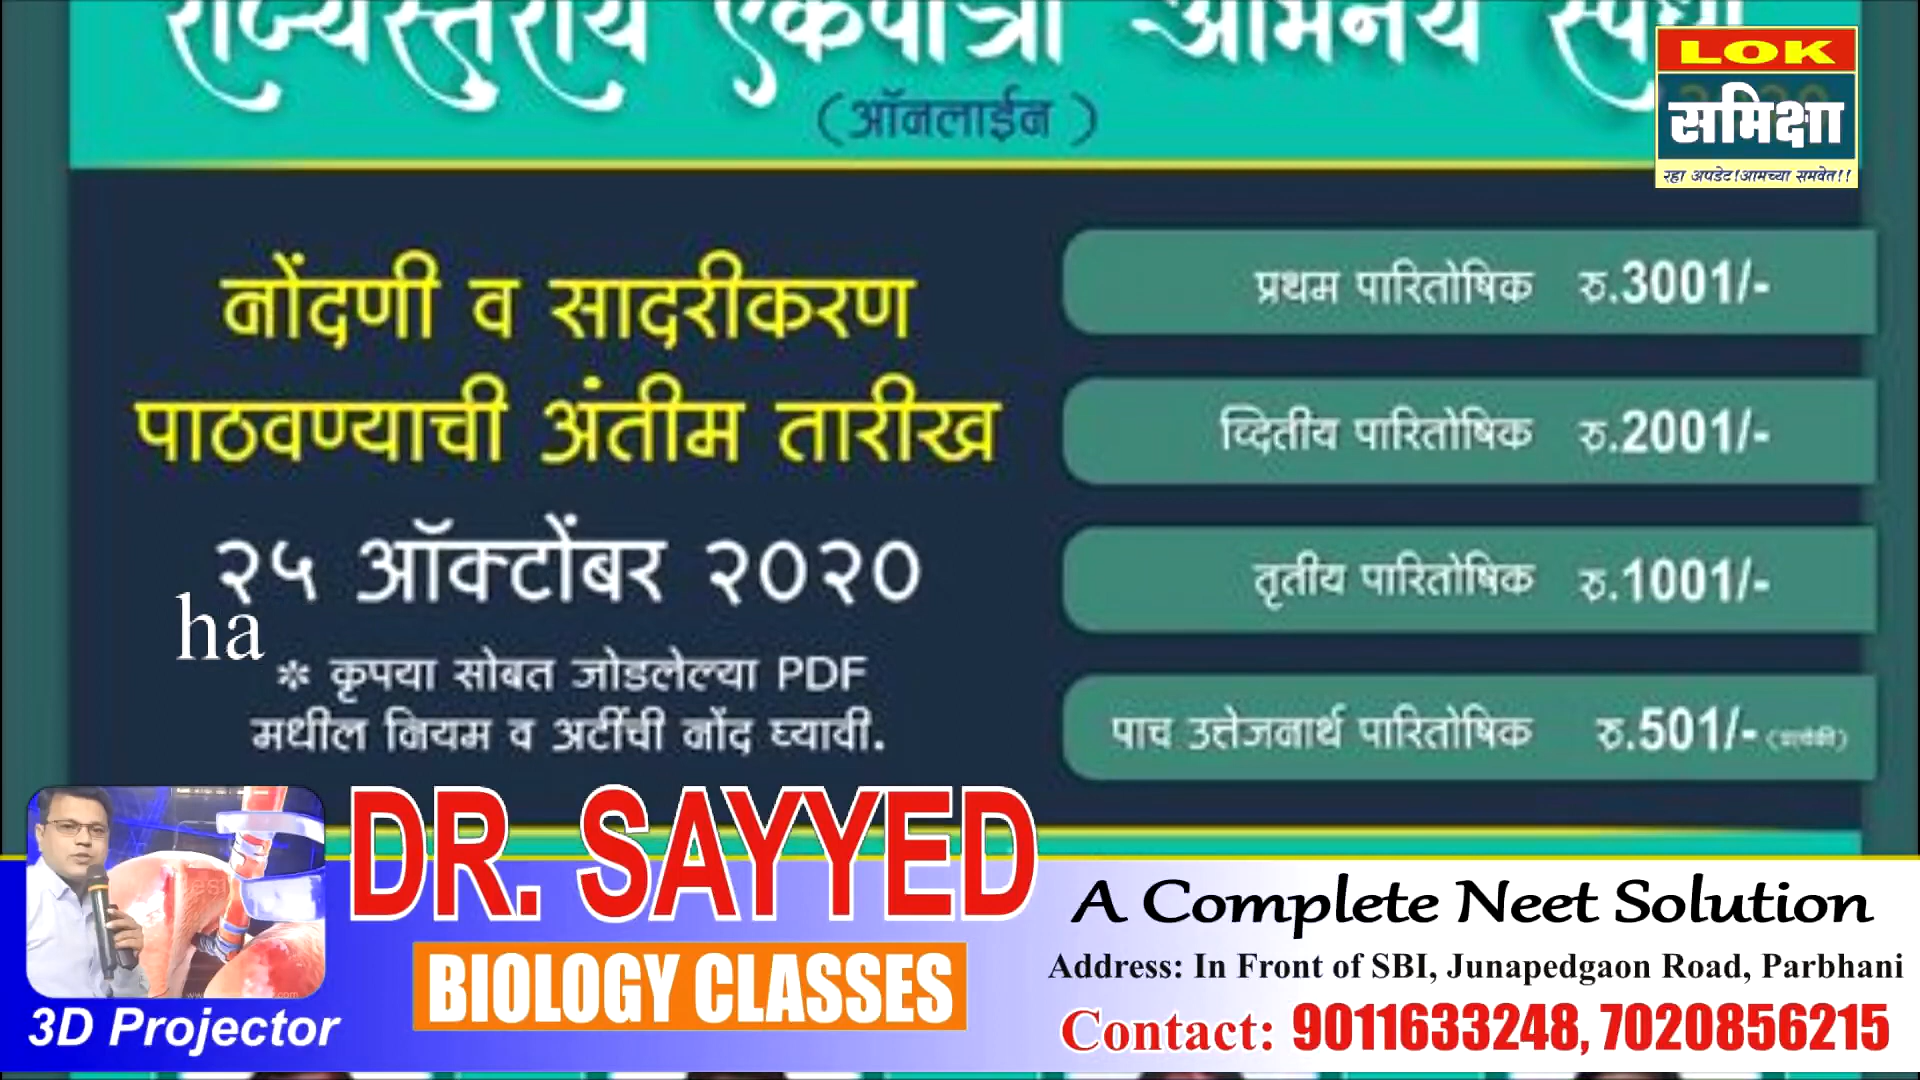 राज्यस्तरीय एकपात्री अभिनय स्पर्धा
(ऑनलाईन)
LOK
समिक्षा
रहा अपडेट!आमच्या समवेत!!
नोंदणी व सादरीकरण
पाठवण्याची अंतीम तारीख
२५ ऑक्टोंबर २०२०
ha
* कृपया सोबत जोडलेल्या PDF
मधील नियम व अर्टीची नोंद घ्यावी.
प्रथम पारितोषिक रु.3001/-
व्दितीय पारितोषिक रु.2001/-
तृतीय पारितोषिक रु.1001/-
पाच उत्तेजनार्थ पारितोषिक रु.501/-
DR. SAYYED
BIOLOGY CLASSES
3D Projector
A Complete Neet Solution
Address: In Front of SBI, Junapedgaon Road, Parbhani
Contact: 9011633248, 7020856215